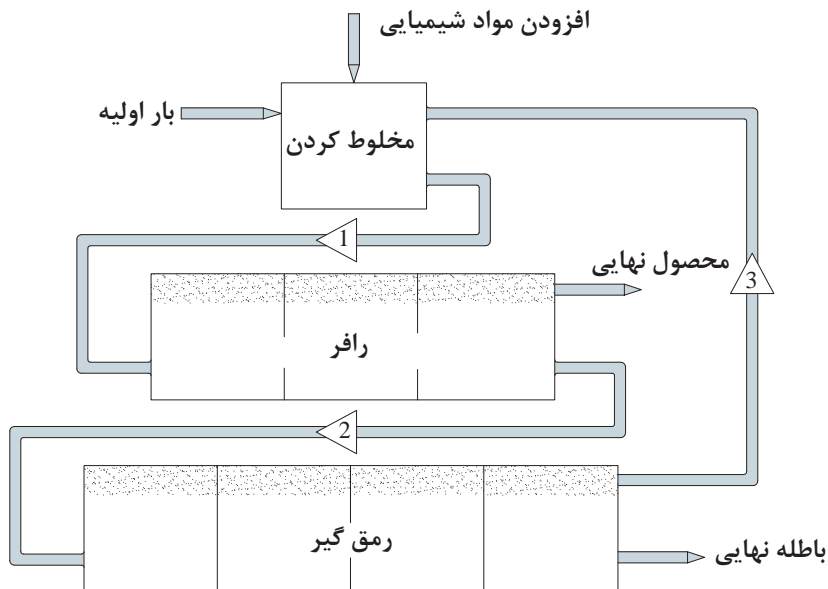 افزودن مواد شیمیایی
بار اولیه
مخلوط کردن
1
محصول نهایی
3
رافر
2
رمق گیر
باطله نهایی